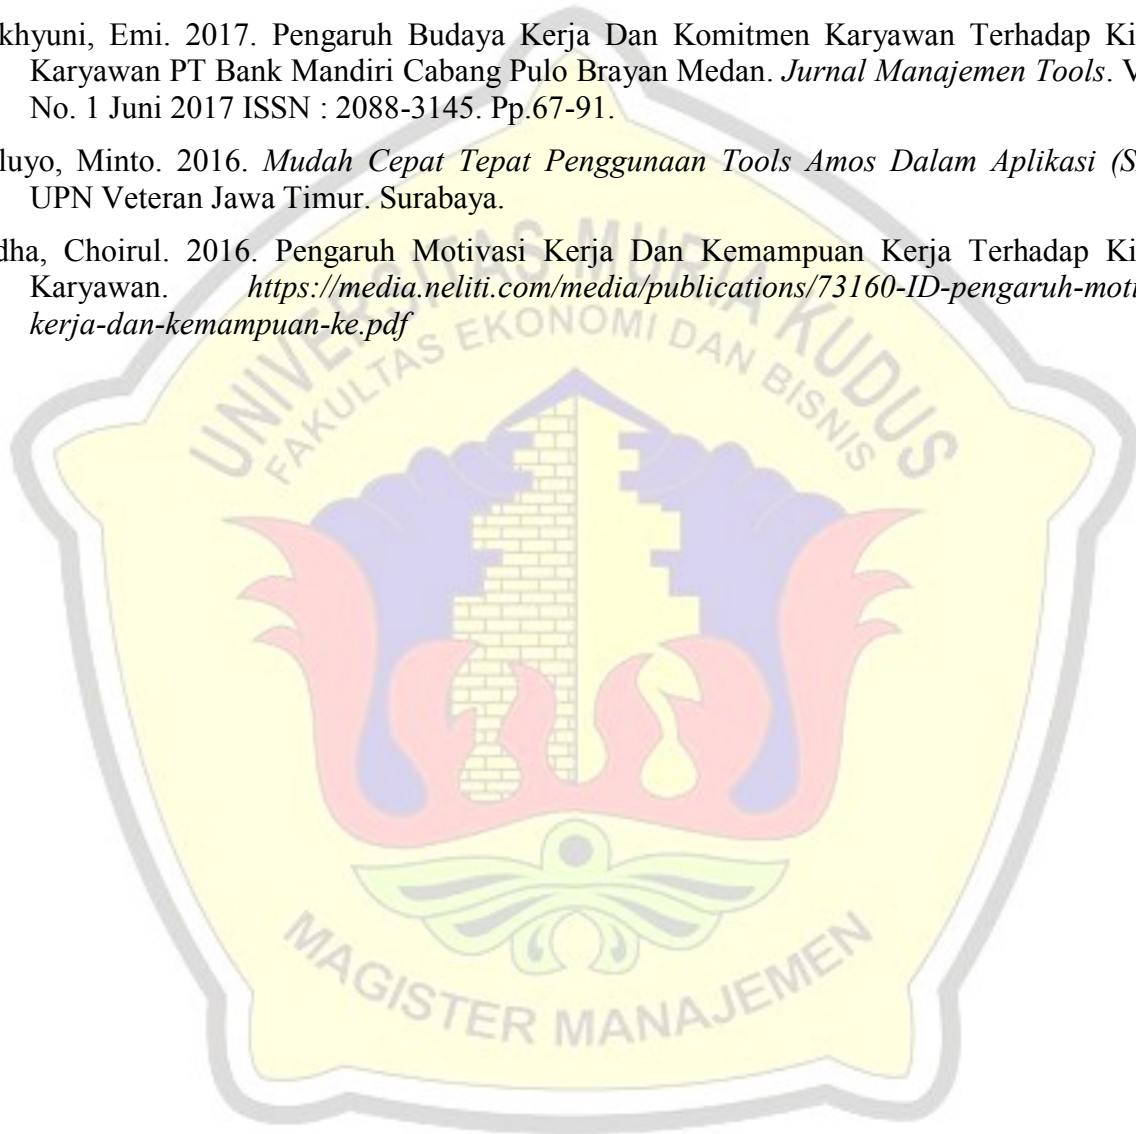 khyuni, Emi. 2017. Pengaruh Budaya Kerja Dan Komitmen Karyawan Terhadap Ki
Karyawan PT Bank Mandiri Cabang Pulo Brayan Medan. Jurnal Manajemen Tools. V
No. 1 Juni 2017 ISSN : 2088-3145. Pp.67-91.
luyo, Minto. 2016. Mudah Cepat Tepat Penggunaan Tools Amos Dalam Aplikasi (S
UPN Veteran Jawa Timur. Surabaya.
dha, Choirul. 2016. Pengaruh Motivasi Kerja Dan Kemampuan Kerja Terhadap Ki
Karyawan. https://media.neliti.com/media/publications/73160-ID-pengaruh-moti
kerja-dan-kemampuan-ke.pdf
UNIVERSITAS MURIA KUDUS
FAKULTAS EKONOMI DAN BISNIS
MAGISTER MANAJEMEN